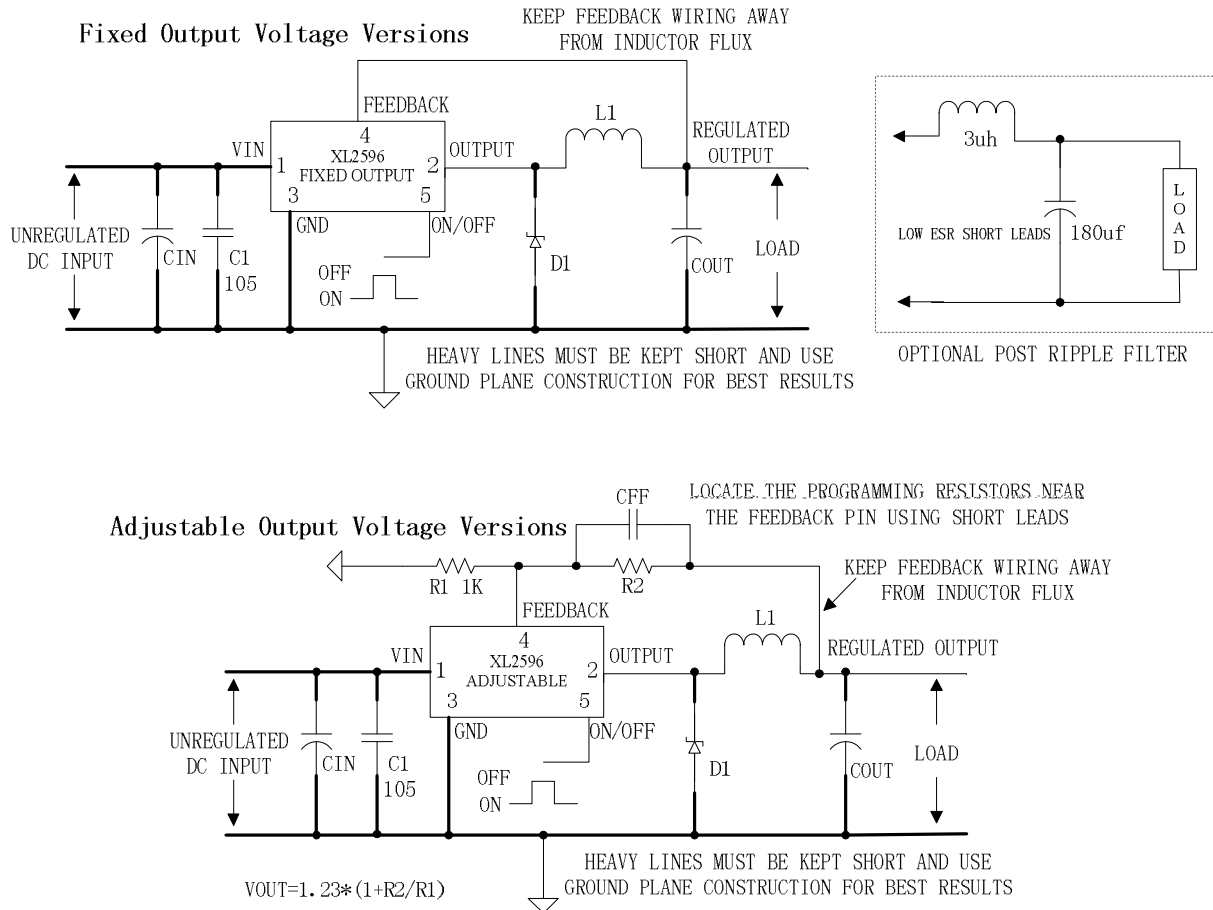 Fixed Output Voltage Versions
KEEP FEEDBACK WIRING AWAY
FROM INDUCTOR FLUX
FEEDBACK
4
L1
REGULATED
OUTPUT
VIN
1
XL2596
FIXED OUTPUT
2
OUTPUT
3
5
GND
ON/OFF
UNREGULATED
DC INPUT
CIN
C1
105
OFF
ON
D1
COUT
LOAD
HEAVY LINES MUST BE KEPT SHORT AND USE
GROUND PLANE CONSTRUCTION FOR BEST RESULTS
3uh
LOW ESR SHORT LEADS
180uf
LOAD
OPTIONAL POST RIPPLE FILTER
Adjustable Output Voltage Versions
CFF
LOCATE THE PROGRAMMING RESISTORS NEAR
THE FEEDBACK PIN USING SHORT LEADS
R1 1K
R2
KEEP FEEDBACK WIRING AWAY
FROM INDUCTOR FLUX
FEEDBACK
4
L1
REGULATED OUTPUT
VIN
1
XL2596
ADJUSTABLE
2
OUTPUT
3
5
GND
ON/OFF
UNREGULATED
DC INPUT
CIN
C1
105
OFF
ON
D1
COUT
LOAD
HEAVY LINES MUST BE KEPT SHORT AND USE
GROUND PLANE CONSTRUCTION FOR BEST RESULTS
VOUT=1.23*(1+R2/R1)